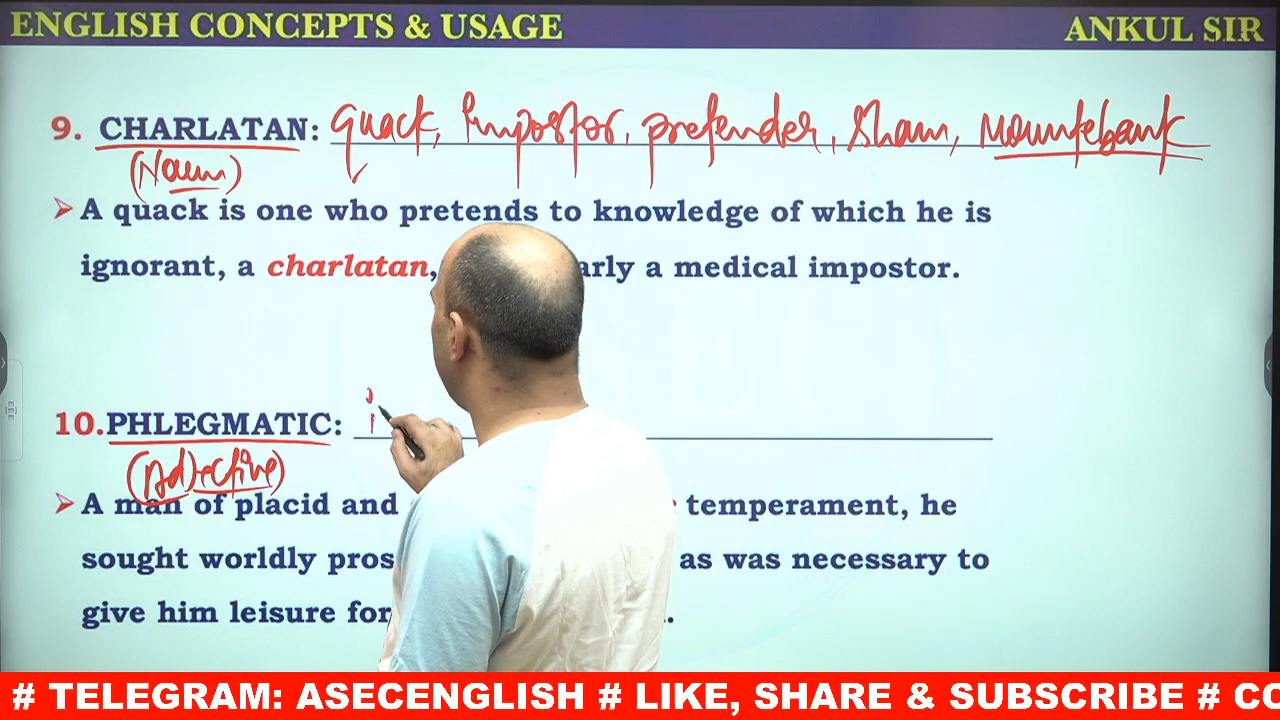 ENGLISH CONCEPTS & USAGE ANKUL SIR
9. CHARLATAN: quack, Impostor, pretender, Sham, Mountebank
(Noun)
A quack is one who pretends to knowledge of which he is
ignorant, a charlatan, arly a medical impostor.
10.PHLEGMATIC:
(Adjective)
A man of placid and temperament, he
sought worldly pros as was necessary to
give him leisure for
# TELEGRAM: ASECENGLISH # LIKE, SHARE & SUBSCRIBE # CO